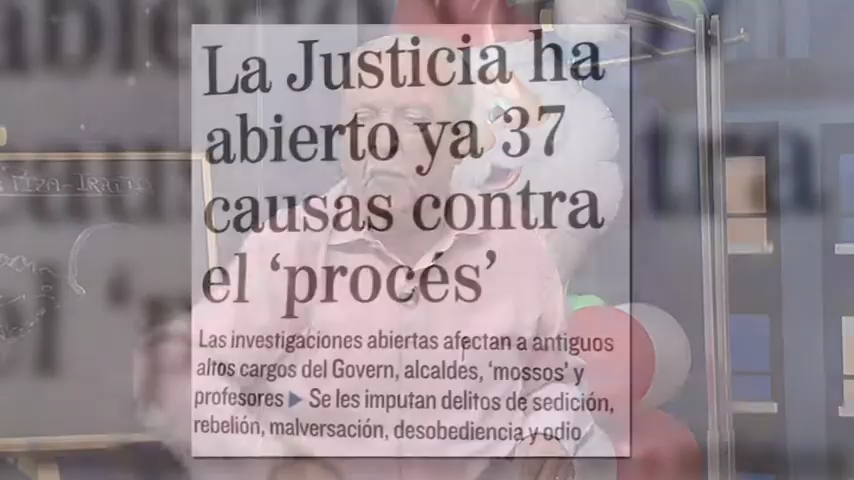 La Justicia ha
abierto ya 37
causas contra
el ‘procés’
Las investigaciones abiertas afectan a antiguos
altos cargos del Govern, alcaldes, ‘mossos’ y
profesores ▶ Se les imputan delitos de sedición,
rebelión, malversación, desobediencia y odio